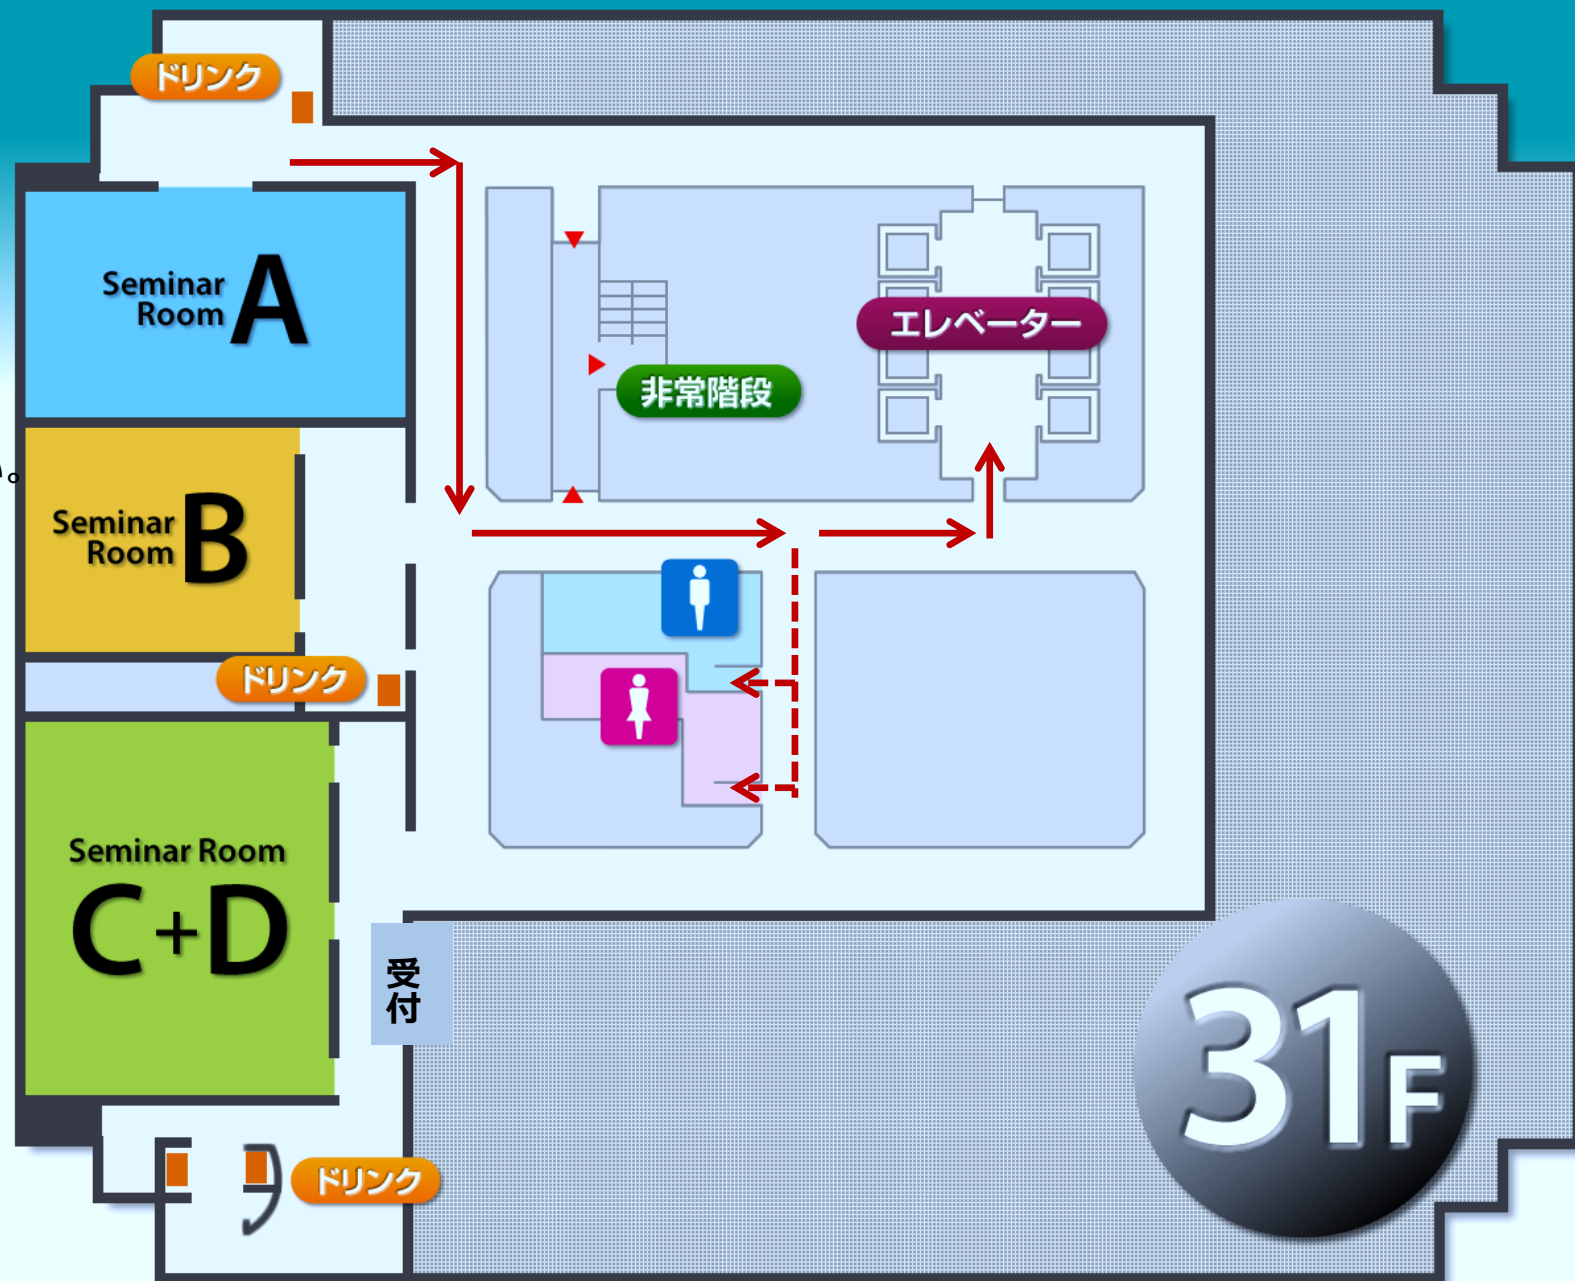 ドリンク
Seminar
Room A
エレベーター
非常階段
い。
Seminar
Room B
ドリンク
Seminar Room
C+D
受付
31F
ドリンク